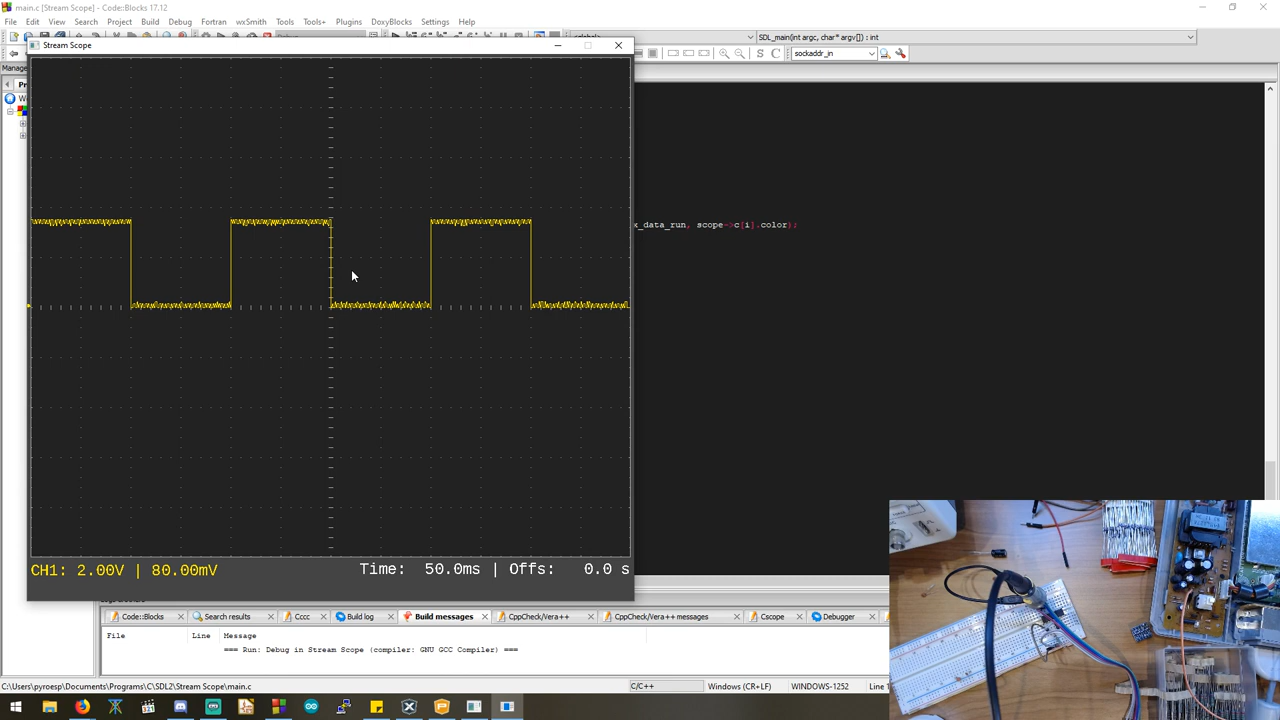 main.c [Stream Scope] - Code::Blocks 17.12
File Edit View Search Project Build Debug Fortran wxSmith Tools Tools+ Plugins DoxyBlocks Settings Help
Stream Scope
SDL_main(int argc, char* argv[]) : int
S C sockaddr_in
Mana
Pr
W
x_data_run, scope->c[i].color);
CH1: 2.00V | 80.00mV
Time: 50.0ms | Offs: 0.0 s
Code::Blocks
Search results
Cccc
Build log
Build messages
CppCheck/Vera++
CppCheck/Vera++ messages
Cscope
Debugger
File Line Message
=== Run: Debug in Stream Scope (compiler: GNU GCC Compiler) ===
C:\Users\pyroesp\Documents\Programs\C\SDL2\Stream Scope\main.c
C/C++
Windows (CR+LF)
WINDOWS-1252
Line 1